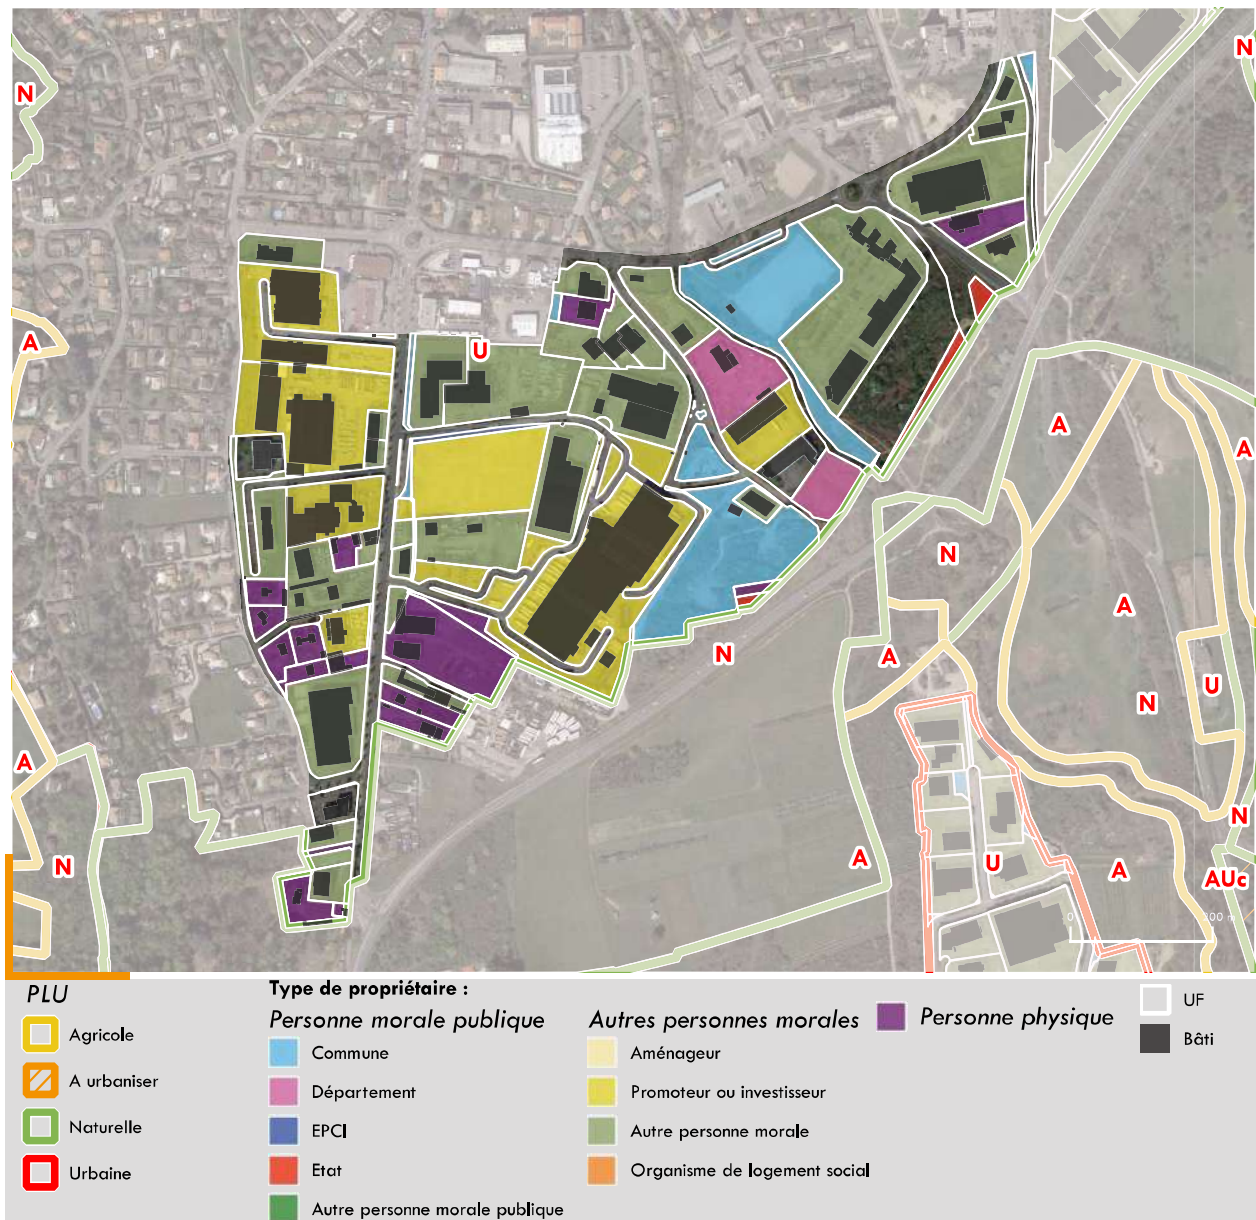 N
N
U
A
A
A
N
A
A
N
N
U
A
A
N
N
A
U
A
AUc
0
PLU
Agricole
A urbaniser
Naturelle
Urbaine
Type de propriétaire :
Personne morale publique
Commune
Département
EPCI
Etat
Autre personne morale publique
Autres personnes morales
Aménageur
Promoteur ou investisseur
Autre personne morale
Organisme de logement social
Personne physique
UF
Bâti